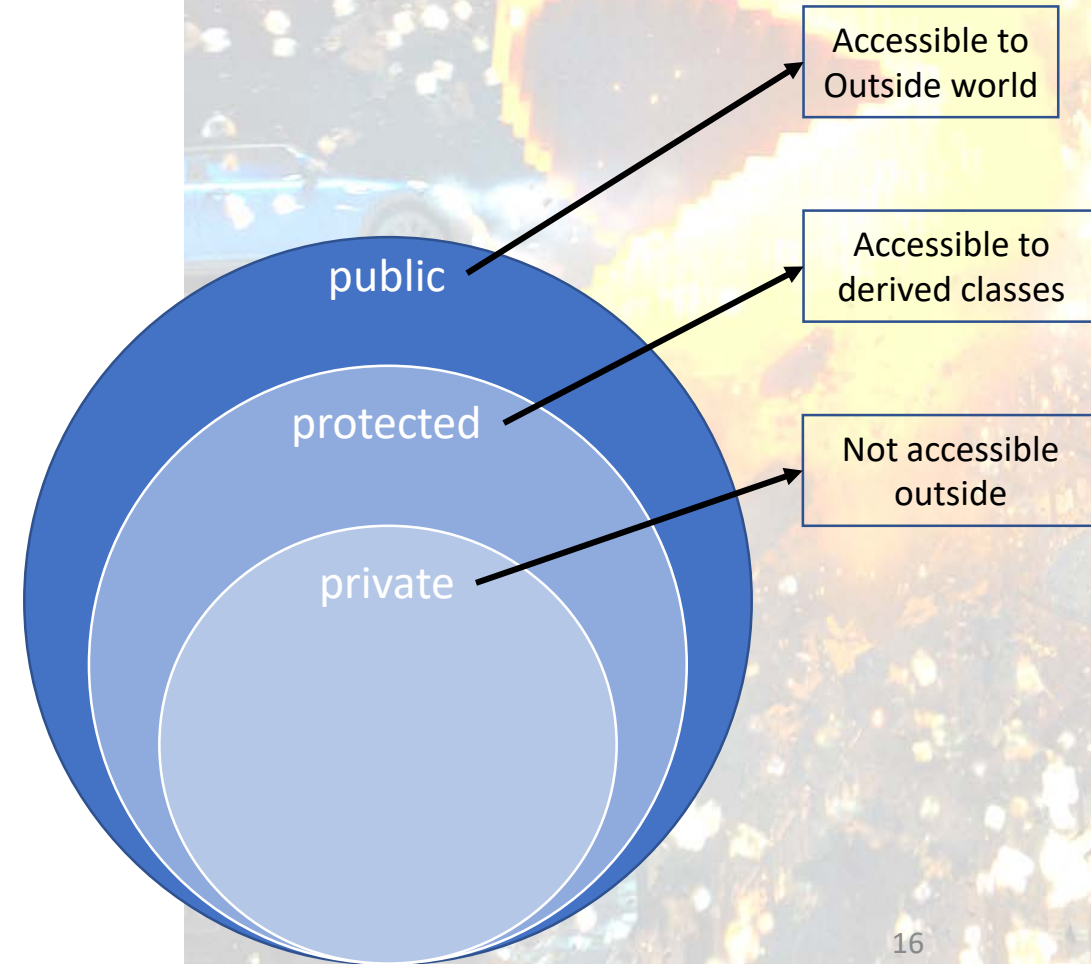 Accessible to
Outside world
public
Accessible to
derived classes
protected
Not accessible
outside
private
16